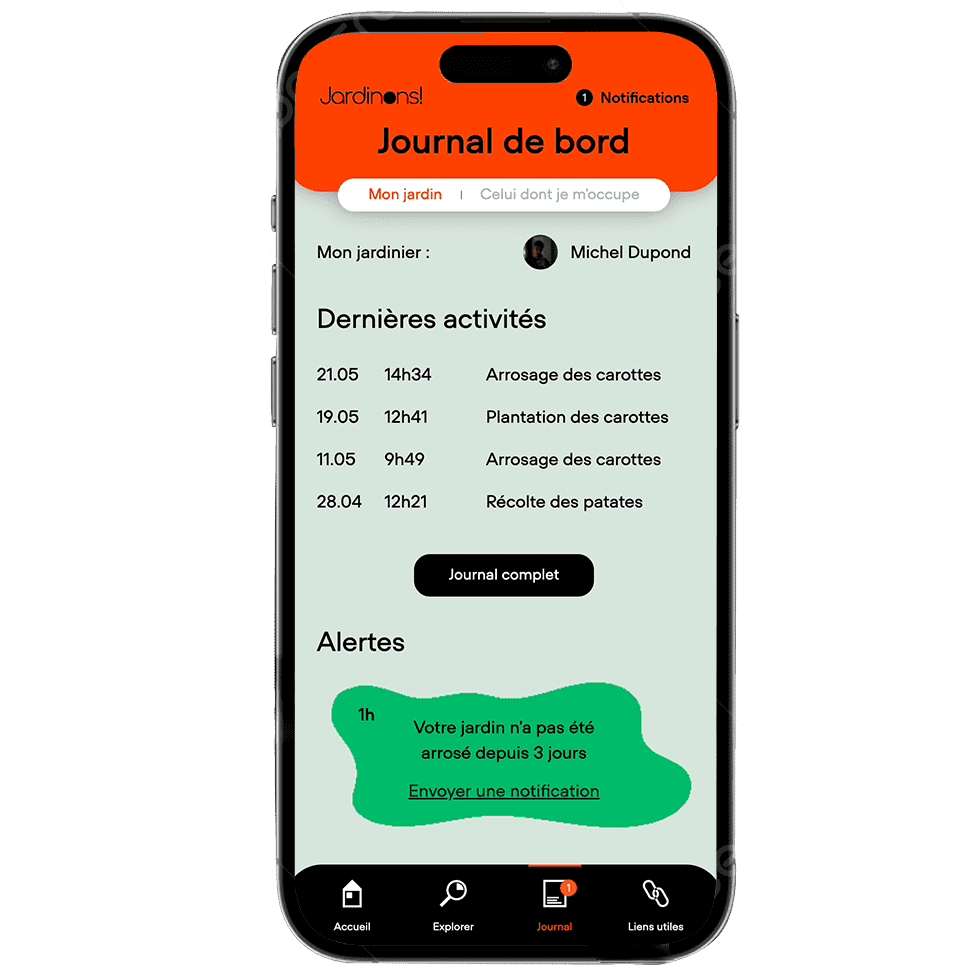 Jardinons!
1 Notifications
Journal de bord
Mon jardin | Celui dont je m'occupe
Mon jardinier : Michel Dupond
Dernières activités
21.05 14h34 Arrosage des carottes
19.05 12h41 Plantation des carottes
11.05 9h49 Arrosage des carottes
28.04 12h21 Récolte des patates
Journal complet
Alertes
1h
Votre jardin n'a pas été
arrosé depuis 3 jours
Envoyer une notification
1
Accueil Explorer Journal Liens utiles